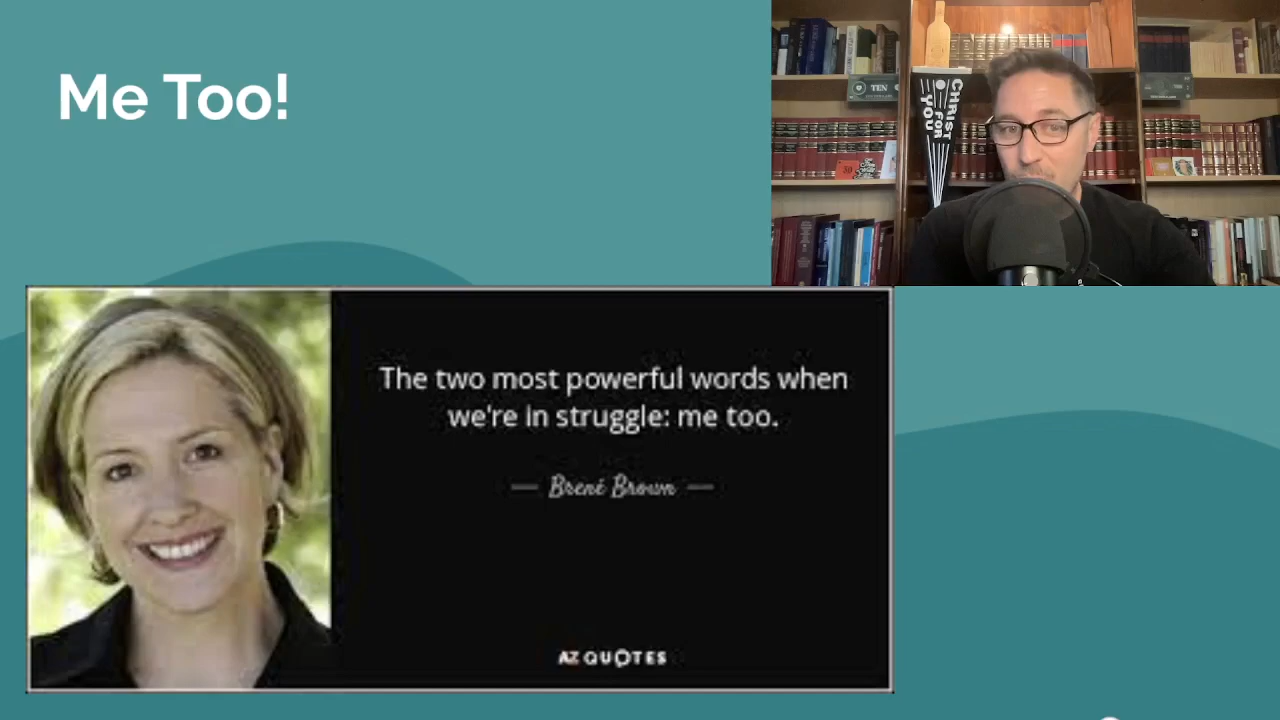 Me Too!
TEN
CHRIST
FOR
YOU
The two most powerful words when
we're in struggle: me too.
— Brené Brown —
AZ QUOTES